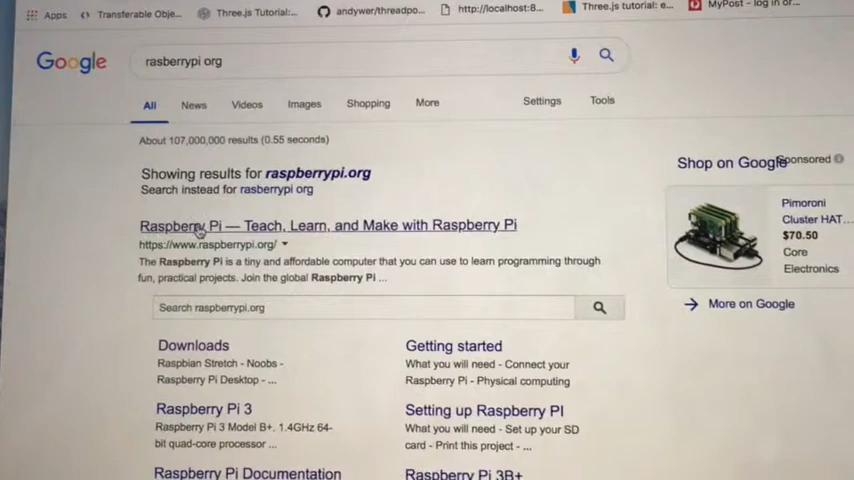 Apps
Transferable Obje...
Three.js Tutorial:...
andywer/threadpo...
http://localhost:8...
Three.js tutorial: e...
MyPost - log in or...
Google
rasberrypi org
All
News
Videos
Images
Shopping
More
Settings
Tools
About 107,000,000 results (0.55 seconds)
Showing results for raspberrypi.org
Search instead for rasberrypi org
Raspberry Pi — Teach, Learn, and Make with Raspberry Pi
https://www.raspberrypi.org/
The Raspberry Pi is a tiny and affordable computer that you can use to learn programming through
fun, practical projects. Join the global Raspberry Pi ...
Search raspberrypi.org
Downloads
Raspbian Stretch - Noobs -
Raspberry Pi Desktop - ...
Getting started
What you will need - Connect your
Raspberry Pi - Physical computing
Raspberry Pi 3
Raspberry Pi 3 Model B+. 1.4GHz 64-
bit quad-core processor ...
Setting up Raspberry PI
What you will need - Set up your SD
card - Print this project - ...
Raspberry Pi Documentation
Raspberry Pi 3B+
Shop on Google
Sponsored
Pimoroni
Cluster HAT...
$70.50
Core
Electronics
More on Google